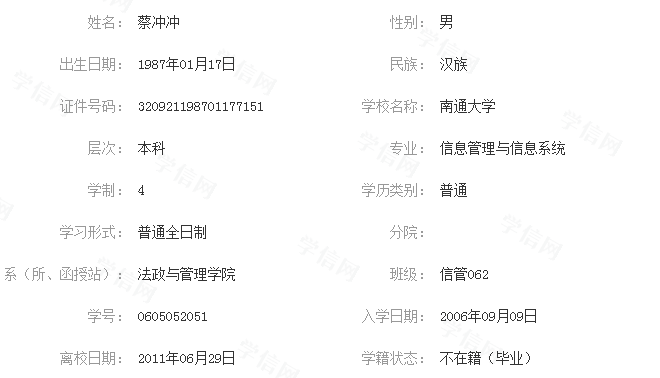 姓名： 蔡冲冲 性别： 男
出生日期： 1987年01月17日 民族： 汉族
证件号码： 320921198701177151 学校名称： 南通大学
层次： 本科 专业： 信息管理与信息系统
学制： 4 学历类别： 普通
学习形式： 普通全日制 分院：
系（所、函授站）： 法政与管理学院 班级： 信管062
学号： 0605052051 入学日期： 2006年09月09日
离校日期： 2011年06月29日 学籍状态： 不在籍（毕业）
学信网